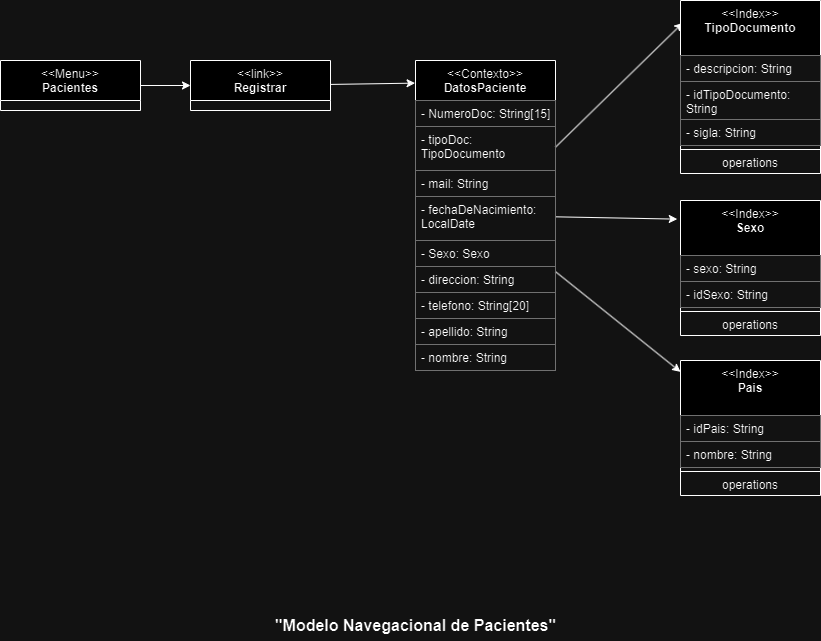 <<Menu>>
Pacientes
<<link>>
Registrar
<<Contexto>>
DatosPaciente
- NumeroDoc: String[15]
- tipoDoc:
TipoDocumento
- mail: String
- fechaDeNacimiento:
LocalDate
- Sexo: Sexo
- direccion: String
- telefono: String[20]
- apellido: String
- nombre: String
<<Index>>
TipoDocumento
- descripcion: String
- idTipoDocumento:
String
- sigla: String
operations
<<Index>>
Sexo
- sexo: String
- idSexo: String
operations
<<Index>>
Pais
- idPais: String
- nombre: String
operations
"Modelo Navegacional de Pacientes"